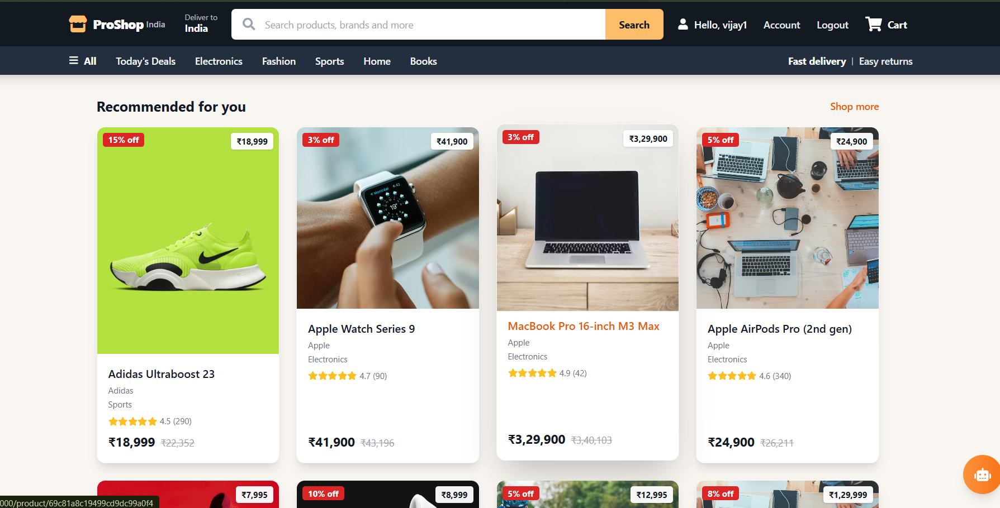 ProShop India
Deliver to
India
Search products, brands and more
Search
Hello, vijay1
Account
Logout
Cart
All
Today's Deals
Electronics
Fashion
Sports
Home
Books
Fast delivery | Easy returns
Recommended for you
Shop more
15% off
₹18,999
Adidas Ultraboost 23
Adidas
Sports
4.5 (290)
₹18,999 ₹22,352
3% off
₹41,900
4:42
Montréal
19°
Apple Watch Series 9
Apple
Electronics
4.7 (90)
₹41,900 ₹43,196
3% off
₹3,29,900
MacBook Pro 16-inch M3 Max
Apple
Electronics
4.9 (42)
₹3,29,900 ₹3,40,103
5% off
₹24,900
Apple AirPods Pro (2nd gen)
Apple
Electronics
4.6 (340)
₹24,900 ₹26,211
₹7,995
10% off
₹8,999
5% off
₹12,995
8% off
₹1,29,999
000/product/69c81a8c19499cd9dc99a0f4